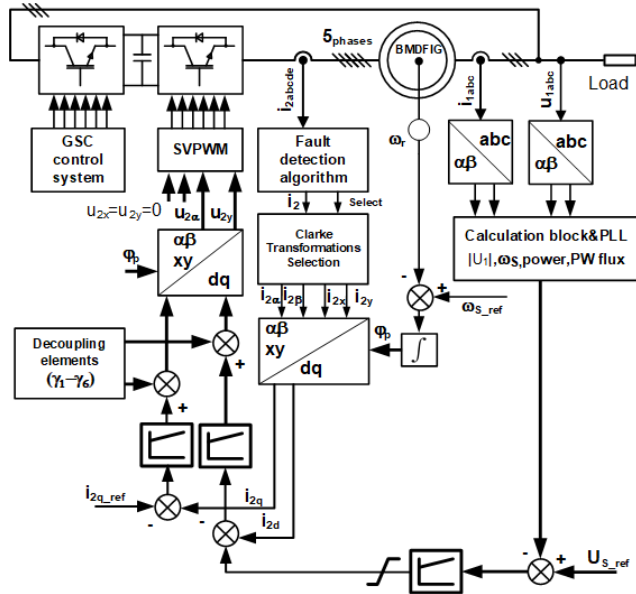 5phases
BMDFIG
i2abcde
i1abc
u1abc
Load
GSC
control
system
SVPWM
Fault
detection
algorithm
ωr
abc
αβ
abc
αβ
u2x=u2y=0
u2α
u2y
i2
Select
Clarke
Transformations
Selection
Calculation block&PLL
|U1|,ωS,power,PW flux
φp
αβ
xy
dq
i2α
i2β
i2x
i2y
-
+
ωS_ref
αβ
xy
dq
φp
∫
Decoupling
elements
(γ1–γ6)
+
+
i2q_ref
-
i2q
-
i2d
-
+
US_ref